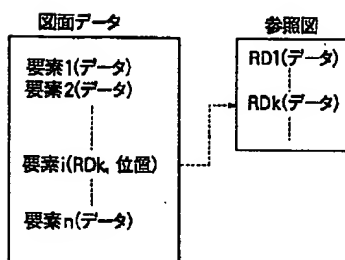 図面データ
要素1(データ)
要素2(データ)
要素i(RDk, 位置)
要素n(データ)
参照図
RD1(データ)
RDk(データ)